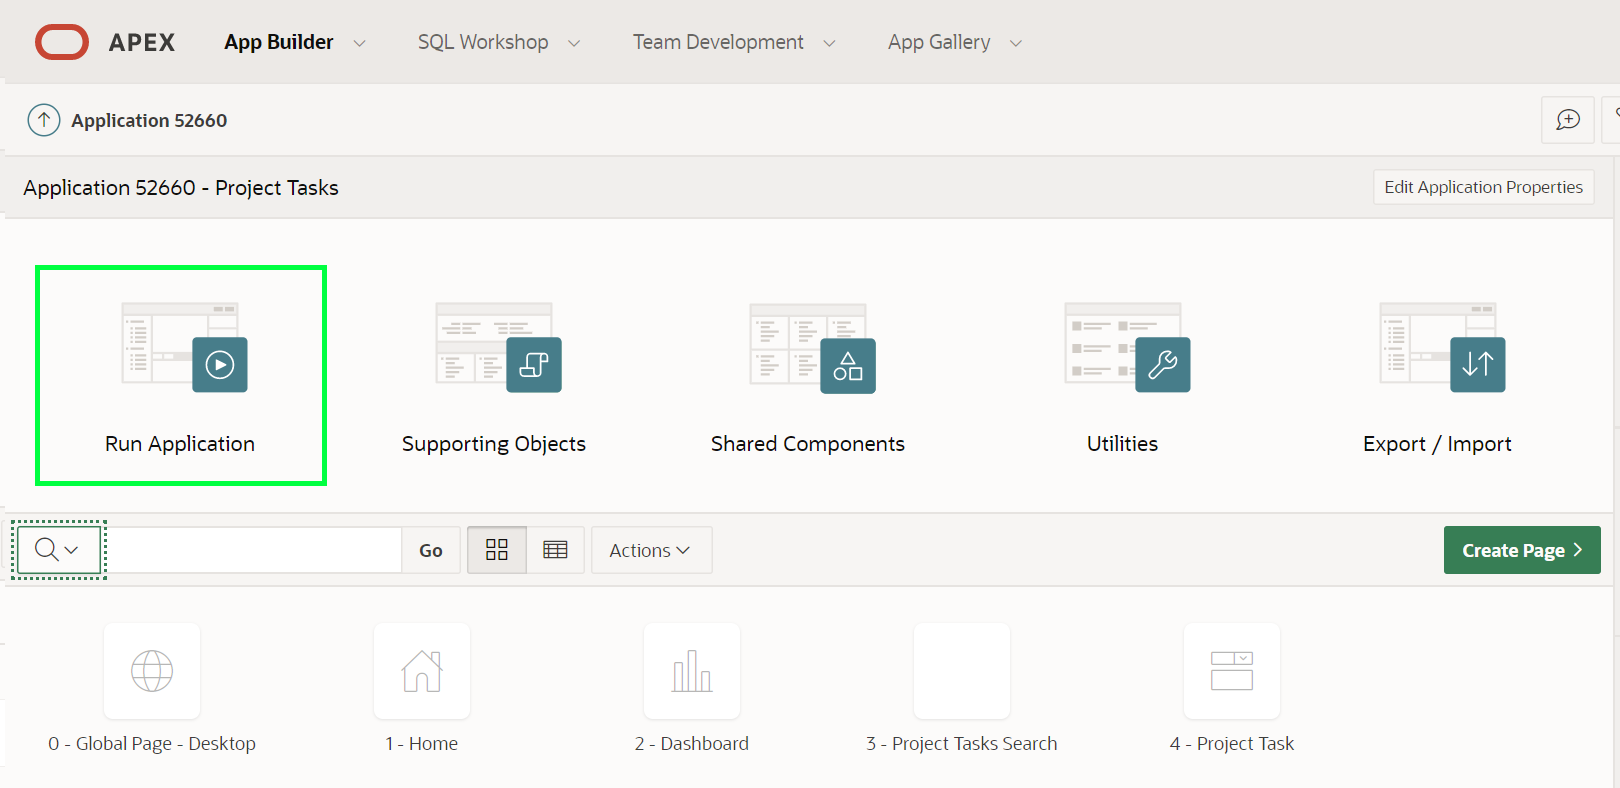 APEX App Builder SQL Workshop Team Development App Gallery
Application 52660
Application 52660 - Project Tasks Edit Application Properties
Run Application Supporting Objects Shared Components Utilities Export / Import
Go Actions Create Page
0 - Global Page - Desktop 1 - Home 2 - Dashboard 3 - Project Tasks Search 4 - Project Task